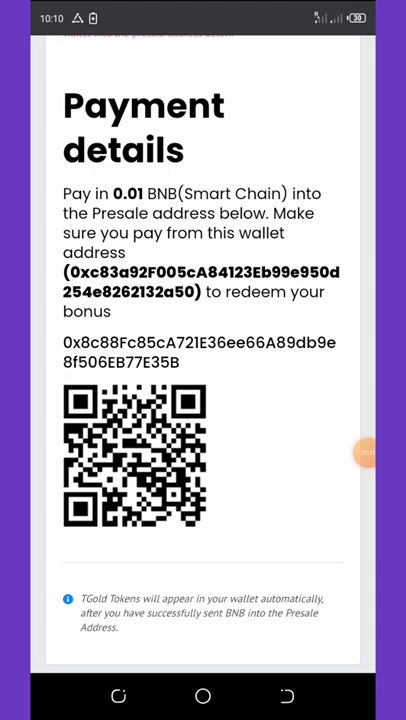 10:10
H
30
Payment
details
Pay in 0.01 BNB(Smart Chain) into
the Presale address below. Make
sure you pay from this wallet
address
(0xc83a92F005cA84123Eb99e950d
254e8262132a50) to redeem your
bonus
0x8c88Fc85cA721E36ee66A89db9e
8f506EB77E35B
TGold Tokens will appear in your wallet automatically,
after you have successfully sent BNB into the Presale
Address.